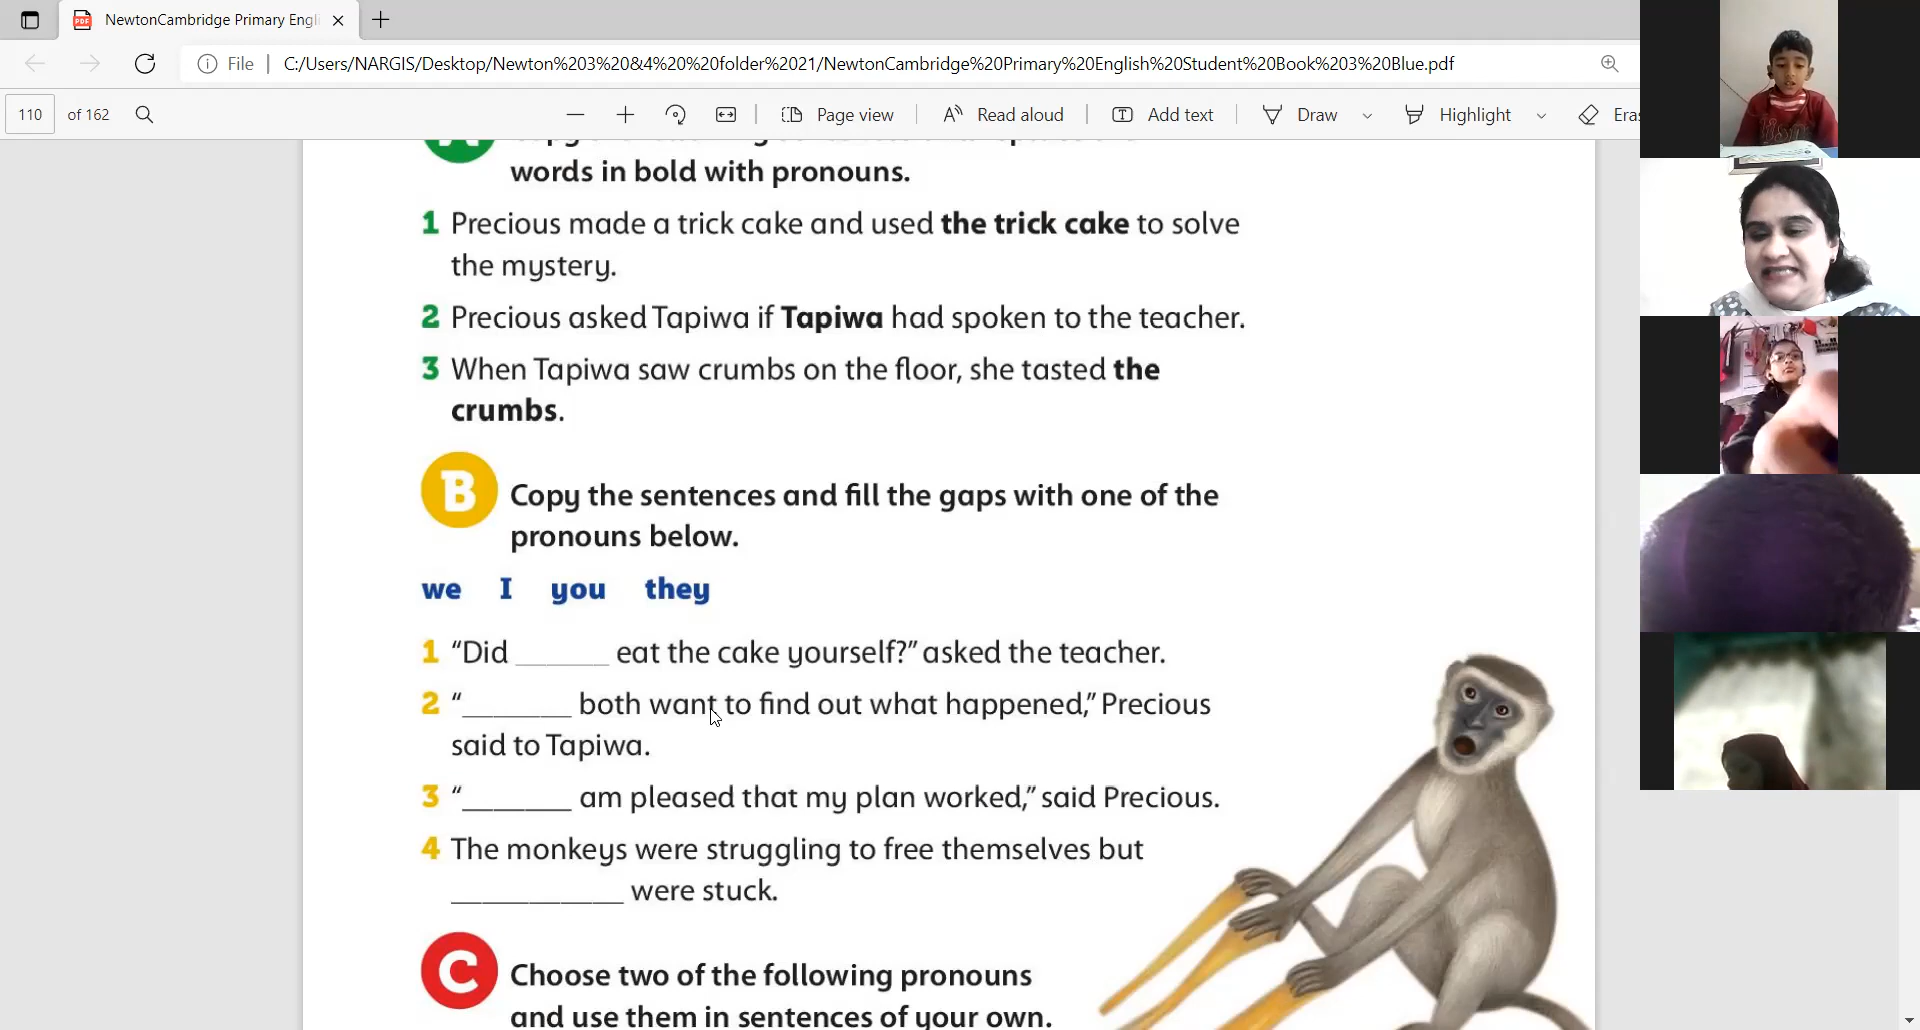 NewtonCambridge Primary Engli
File
C:/Users/NARGIS/Desktop/Newton%203%20&4%20%20folder%2021/NewtonCambridge%20Primary%20English%20Student%20Book%203%20Blue.pdf
110 of 162
Page view
Read aloud
Add text
Draw
Highlight
Eras
words in bold with pronouns.
1 Precious made a trick cake and used the trick cake to solve
the mystery.
2 Precious asked Tapiwa if Tapiwa had spoken to the teacher.
3 When Tapiwa saw crumbs on the floor, she tasted the
crumbs.
B Copy the sentences and fill the gaps with one of the
pronouns below.
we I you they
1 “Did ______ eat the cake yourself?” asked the teacher.
2 “_______ both want to find out what happened,” Precious
said to Tapiwa.
3 “_______ am pleased that my plan worked,” said Precious.
4 The monkeys were struggling to free themselves but
___________ were stuck.
C Choose two of the following pronouns
and use them in sentences of your own.